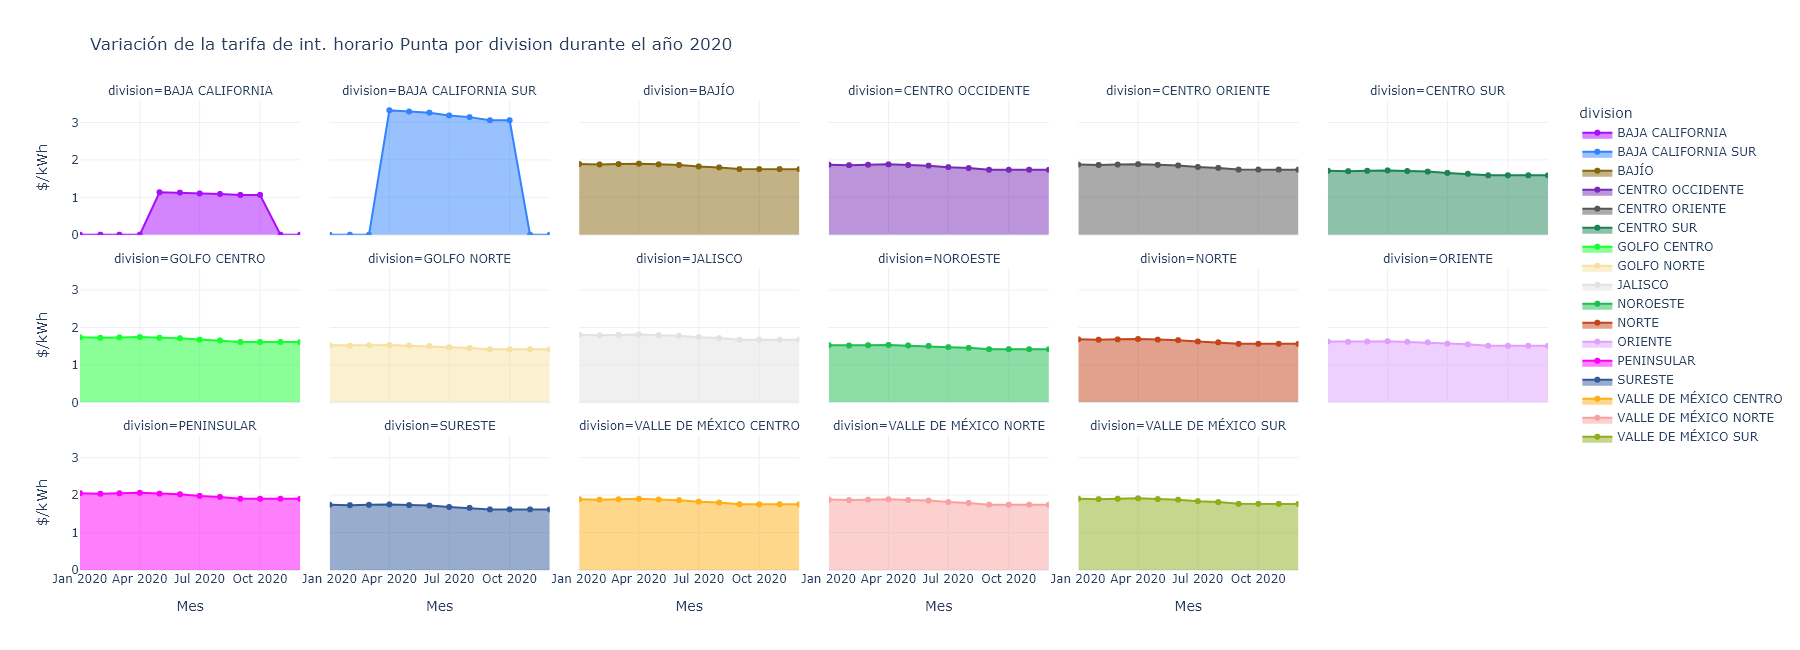 Variación de la tarifa de int. horario Punta por division durante el año 2020
division=BAJA CALIFORNIA
division=BAJA CALIFORNIA SUR
division=BAJÍO
division=CENTRO OCCIDENTE
division=CENTRO ORIENTE
division=CENTRO SUR
3
2
1
0
$/kWh
division=GOLFO CENTRO
division=GOLFO NORTE
division=JALISCO
division=NOROESTE
division=NORTE
division=ORIENTE
3
2
1
0
$/kWh
division=PENINSULAR
division=SURESTE
division=VALLE DE MÉXICO CENTRO
division=VALLE DE MÉXICO NORTE
division=VALLE DE MÉXICO SUR
3
2
1
0
$/kWh
Jan 2020 Apr 2020 Jul 2020 Oct 2020
Jan 2020 Apr 2020 Jul 2020 Oct 2020
Jan 2020 Apr 2020 Jul 2020 Oct 2020
Jan 2020 Apr 2020 Jul 2020 Oct 2020
Jan 2020 Apr 2020 Jul 2020 Oct 2020
Mes
Mes
Mes
Mes
Mes
division
BAJA CALIFORNIA
BAJA CALIFORNIA SUR
BAJÍO
CENTRO OCCIDENTE
CENTRO ORIENTE
CENTRO SUR
GOLFO CENTRO
GOLFO NORTE
JALISCO
NOROESTE
NORTE
ORIENTE
PENINSULAR
SURESTE
VALLE DE MÉXICO CENTRO
VALLE DE MÉXICO NORTE
VALLE DE MÉXICO SUR